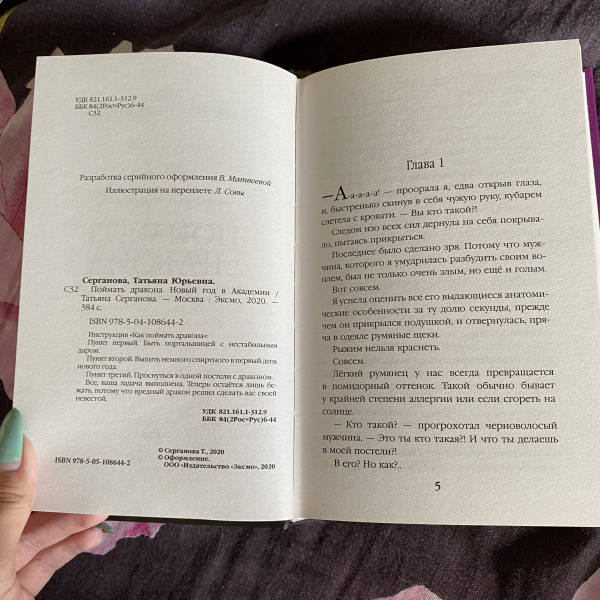 УДК 821.161.1-312.9
ББК 84(2Рос=Рус)6-44
С32
Разработка серийного оформления В. Матвеевой
Иллюстрация на переплете Л. Совы
Серганова, Татьяна Юрьевна.
С32 Поймать дракона. Новый год в Академии /
Татьяна Серганова. — Москва : Эксмо, 2020. —
384 с.
ISBN 978-5-04-108644-2
Инструкция «Как поймать дракона»:
Пункт первый. Быть порталыцицей с нестабильным
даром.
Пункт второй. Выпить немного спиртного в первый день
нового года.
Пункт третий. Проснуться в одной постели с драконом.
Все, ваша задача выполнена. Теперь остаётся лишь бе-
жать, потому что вредный дракон решил сделать вас своей
невестой.
УДК 821.161.1-312.9
ББК 84(2Рос=Рус)6-44
© Серганова Т., 2020
© Оформление.
ООО «Издательство «Эксмо», 2020
ISBN 978-5-05-108644-2
Глава 1
—А-а-а-а-а! — проорала я, едва открыв глаза,
и, быстренько скинув в себя чужую руку, кубарем
слетела с кровати. — Вы кто такой?!
Следом изо всех сил дернула на себя покрыва-
ло, пытаясь прикрыться.
Последнее было сделано зря. Потому что муж-
чина, которого я умудрилась разбудить своим во-
плем, был не только очень злым, но ещё и голым.
Вот совсем.
Я успела оценить все его выдающиеся анатоми-
ческие особенности за ту долю секунды, прежде
чем он прикрылся подушкой, и отвернулась, пря-
ча в одеяле румяные щеки.
Рыжим нельзя краснеть.
Совсем.
Лёгкий румянец у нас всегда превращается
в помидорный оттенок. Такой обычно бывает
у крайней степени аллергии или если сгореть на
солнце.
— Кто такой? — прогрохотал черноволосый
мужчина. — Это ты кто такая?! И что ты делаешь
в моей постели?!
В его? Но как?..
5